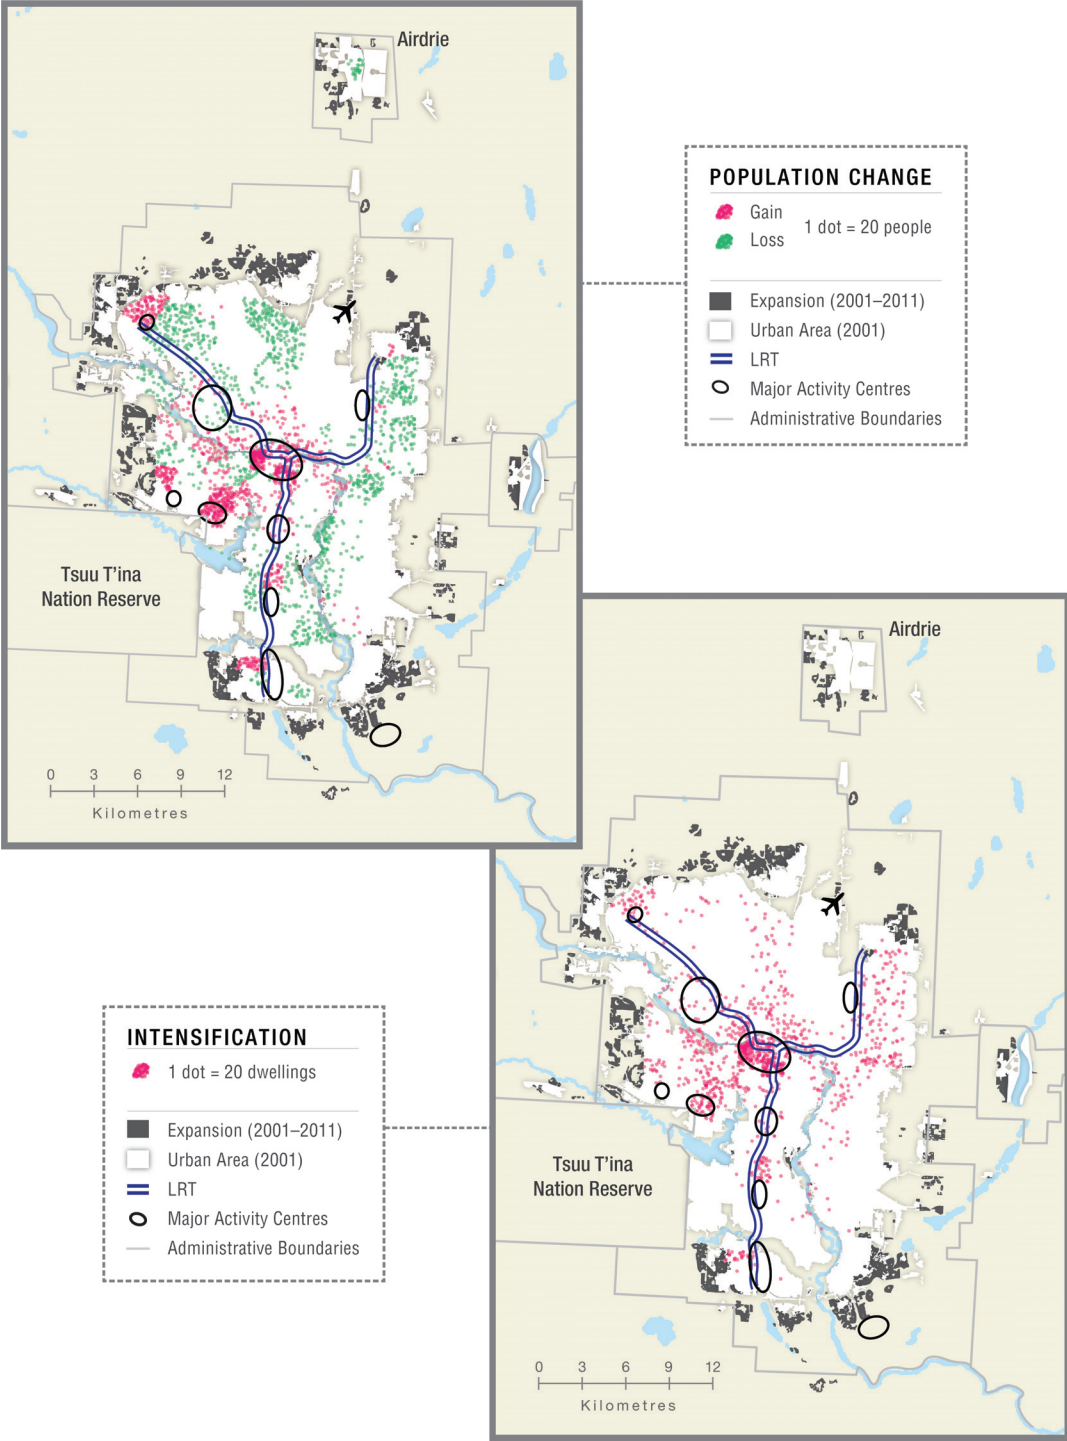 Airdrie
Tsuu T'ina
Nation Reserve
0 3 6 9 12
Kilometres
POPULATION CHANGE
Gain
Loss
1 dot = 20 people
Expansion (2001–2011)
Urban Area (2001)
LRT
Major Activity Centres
Administrative Boundaries
Airdrie
Tsuu T'ina
Nation Reserve
0 3 6 9 12
Kilometres
INTENSIFICATION
1 dot = 20 dwellings
Expansion (2001–2011)
Urban Area (2001)
LRT
Major Activity Centres
Administrative Boundaries